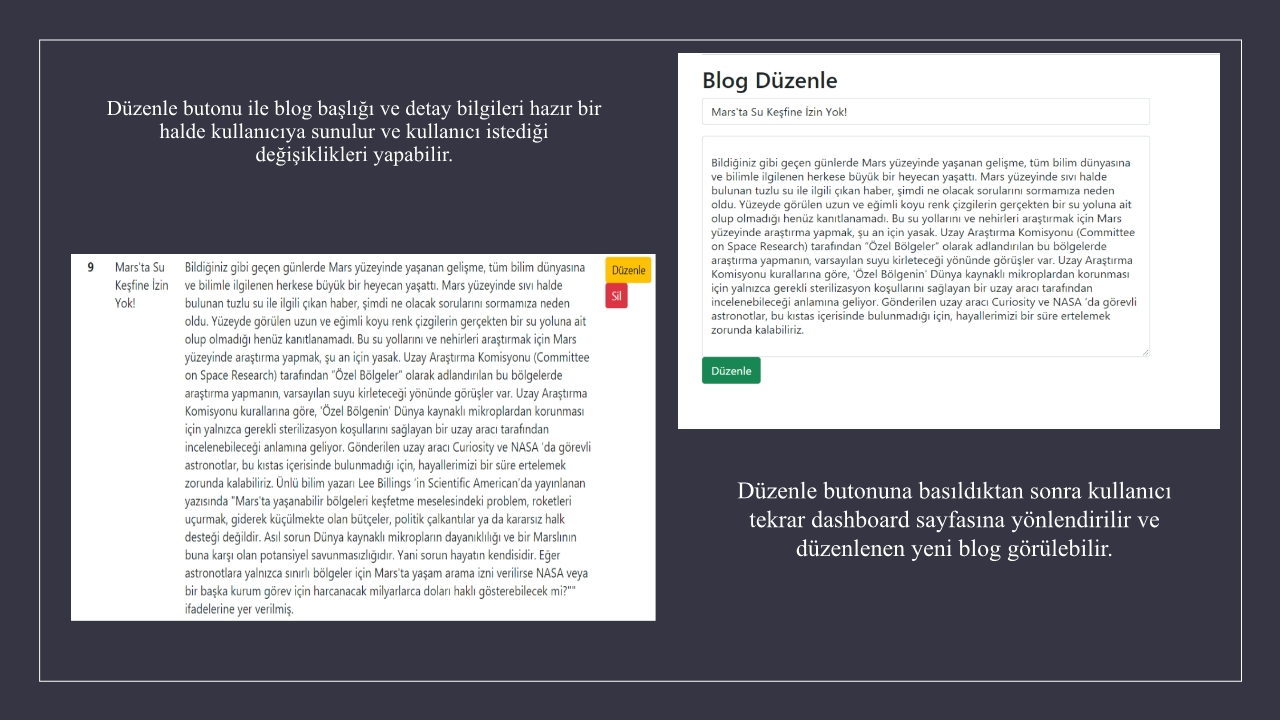 Düzenle butonu ile blog başlığı ve detay bilgileri hazır bir
halde kullanıcıya sunulur ve kullanıcı istediği
değişiklikleri yapabilir.
9
Mars'ta Su
Keşfine İzin
Yok!
Bildiğiniz gibi geçen günlerde Mars yüzeyinde yaşanan gelişme, tüm bilim dünyasına
ve bilimle ilgilenen herkese büyük bir heyecan yaşattı. Mars yüzeyinde sıvı halde
bulunan tuzlu su ile ilgili çıkan haber, şimdi ne olacak sorularını sormamıza neden
oldu. Yüzeyde görülen uzun ve eğimli koyu renk çizgilerin gerçekten bir su yoluna ait
olup olmadığı henüz kanıtlanamadı. Bu su yollarını ve nehirleri araştırmak için Mars
yüzeyinde araştırma yapmak, şu an için yasak. Uzay Araştırma Komisyonu (Committee
on Space Research) tarafından “Özel Bölgeler” olarak adlandırılan bu bölgelerde
araştırma yapmanın, varsayılan suyu kirleteceği yönünde görüşler var. Uzay Araştırma
Komisyonu kurallarına göre, ‘Özel Bölgenin’ Dünya kaynaklı mikroplardan korunması
için yalnızca gerekli sterilizasyon koşullarını sağlayan bir uzay aracı tarafından
incelenebileceği anlamına geliyor. Gönderilen uzay aracı Curiosity ve NASA ‘da görevli
astronotlar, bu kıstas içerisinde bulunmadığı için, hayallerimizi bir süre ertelemek
zorunda kalabiliriz. Ünlü bilim yazarı Lee Billings ‘in Scientific American’da yayınlanan
yazısında "Mars'ta yaşanabilir bölgeleri keşfetme meselesindeki problem, roketleri
uçurmak, giderek küçülmekte olan bütçeler, politik çalkantılar ya da kararsız halk
desteği değildir. Asıl sorun Dünya kaynaklı mikropların dayanıklılığı ve bir Marslının
buna karşı olan potansiyel savunmasızlığıdır. Yani sorun hayatın kendisidir. Eğer
astronotlara yalnızca sınırlı bölgeler için Mars'ta yaşam arama izni verilirse NASA veya
bir başka kurum görev için harcanacak milyarlarca doları haklı gösterebilecek mi?""
ifadelerine yer verilmiş.
Düzenle
Sil
Blog Düzenle
Mars'ta Su Keşfine İzin Yok!
Bildiğiniz gibi geçen günlerde Mars yüzeyinde yaşanan gelişme, tüm bilim dünyasına
ve bilimle ilgilenen herkese büyük bir heyecan yaşattı. Mars yüzeyinde sıvı halde
bulunan tuzlu su ile ilgili çıkan haber, şimdi ne olacak sorularını sormamıza neden
oldu. Yüzeyde görülen uzun ve eğimli koyu renk çizgilerin gerçekten bir su yoluna ait
olup olmadığı henüz kanıtlanamadı. Bu su yollarını ve nehirleri araştırmak için Mars
yüzeyinde araştırma yapmak, şu an için yasak. Uzay Araştırma Komisyonu (Committee
on Space Research) tarafından “Özel Bölgeler” olarak adlandırılan bu bölgelerde
araştırma yapmanın, varsayılan suyu kirleteceği yönünde görüşler var. Uzay Araştırma
Komisyonu kurallarına göre, ‘Özel Bölgenin’ Dünya kaynaklı mikroplardan korunması
için yalnızca gerekli sterilizasyon koşullarını sağlayan bir uzay aracı tarafından
incelenebileceği anlamına geliyor. Gönderilen uzay aracı Curiosity ve NASA ‘da görevli
astronotlar, bu kıstas içerisinde bulunmadığı için, hayallerimizi bir süre ertelemek
zorunda kalabiliriz.
Düzenle
Düzenle butonuna basıldıktan sonra kullanıcı
tekrar dashboard sayfasına yönlendirilir ve
düzenlenen yeni blog görülebilir.